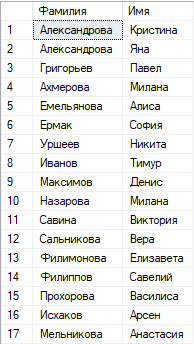 Фамилия Имя
1 Александрова Кристина
2 Александрова Яна
3 Григорьев Павел
4 Ахмерова Милана
5 Емельянова Алиса
6 Ермак София
7 Уршеев Никита
8 Иванов Тимур
9 Максимов Денис
10 Назарова Милана
11 Савина Виктория
12 Сальникова Вера
13 Филимонова Елизавета
14 Филиппов Савелий
15 Прохорова Василиса
16 Исхаков Арсен
17 Мельникова Анастасия